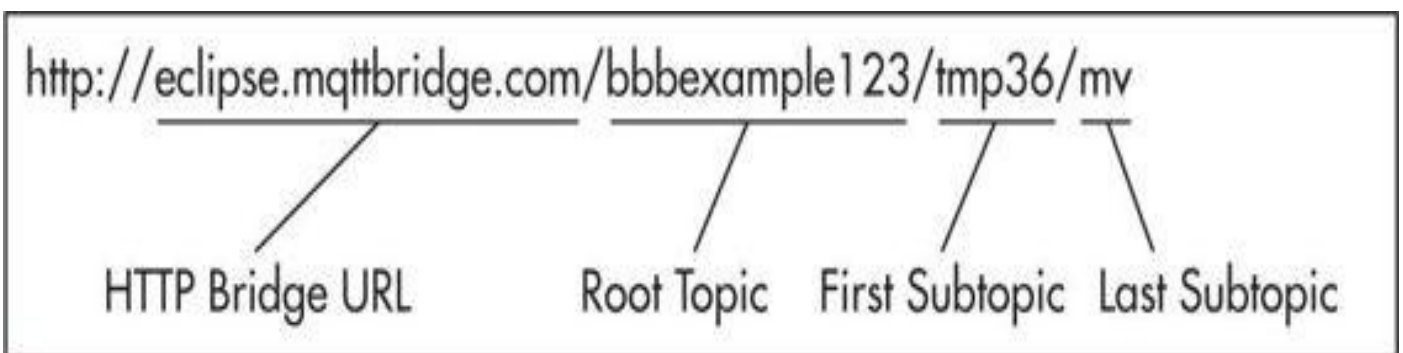 http://eclipse.mqttbridge.com/bbbexample123/tmp36/mv
HTTP Bridge URL Root Topic First Subtopic Last Subtopic